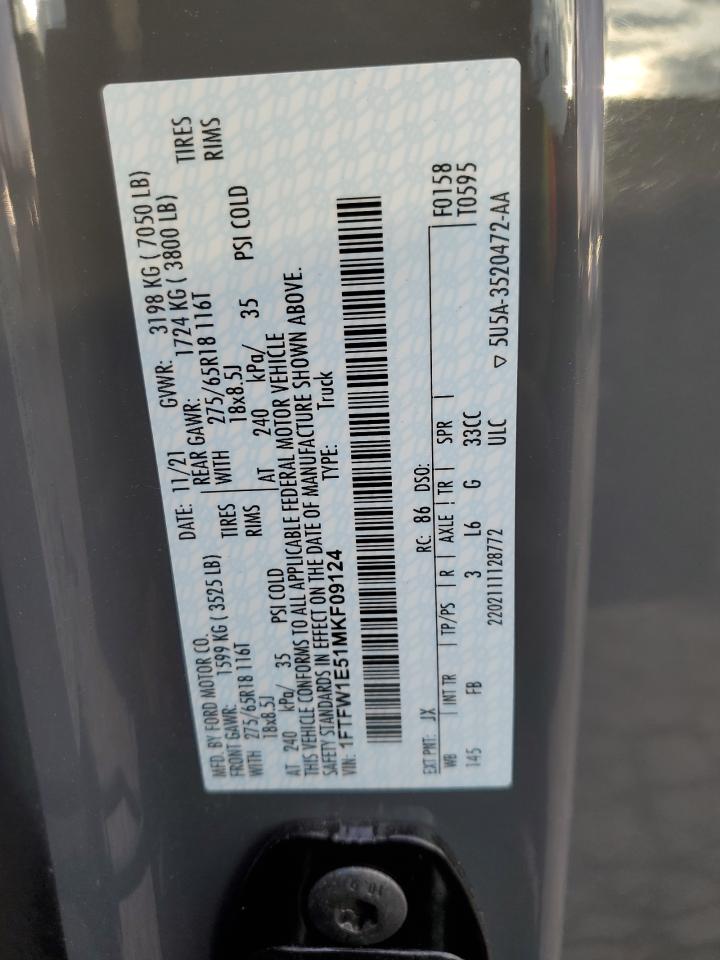 MFD. BY FORD MOTOR CO.
DATE: 11/21 GVWR: 3198 KG ( 7050 LB)
FRONT GAWR: 1599 KG ( 3525 LB) REAR GAWR: 1724 KG ( 3800 LB)
WITH 275/65R18 116T TIRES WITH 275/65R18 116T TIRES
18x8.5J RIMS 18x8.5J RIMS
AT 240 kPa/ 35 PSI COLD AT 240 kPa/ 35 PSI COLD
THIS VEHICLE CONFORMS TO ALL APPLICABLE FEDERAL MOTOR VEHICLE
SAFETY STANDARDS IN EFFECT ON THE DATE OF MANUFACTURE SHOWN ABOVE.
VIN: 1FTFW1E51MKF09124 TYPE: Truck
EXT PNT: JX RC: 86 DSO: F0158
WB INT TR TP/PS R AXLE TR SPR T0595
145 FB 3 L6 G 33CC
2202111128772 ULC ▽ 5U5A-3520472-AA